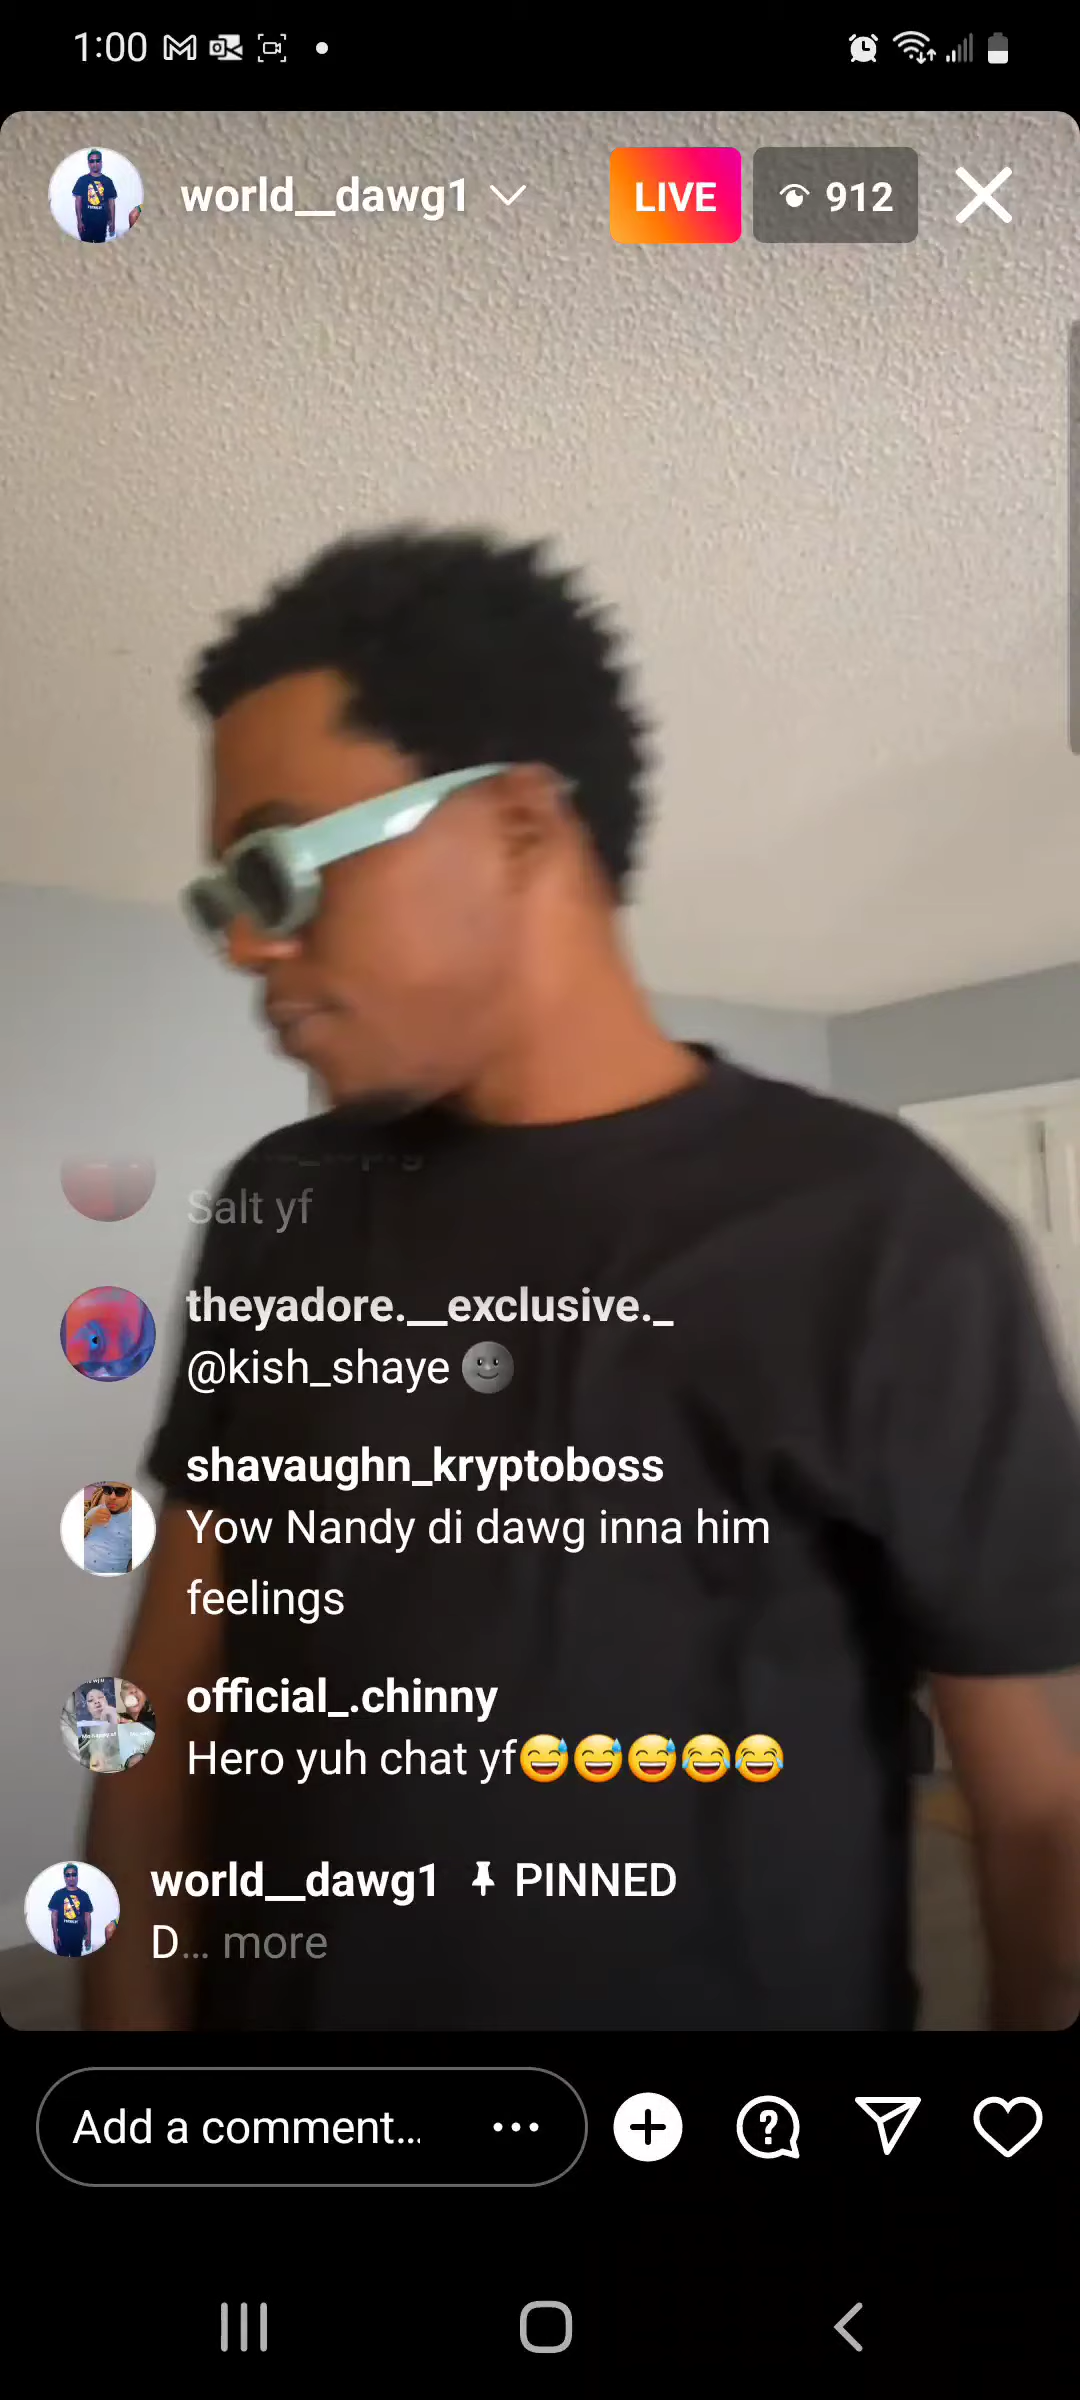 1:00
world__dawg1
LIVE
912
Salt yf
theyadore.__exclusive._
@kish_shaye 🌚
shavaughn_kryptoboss
Yow Nandy di dawg inna him
feelings
official_.chinny
Hero yuh chat yf😅😅😅😂😂
world__dawg1 PINNED
D... more
Add a comment...